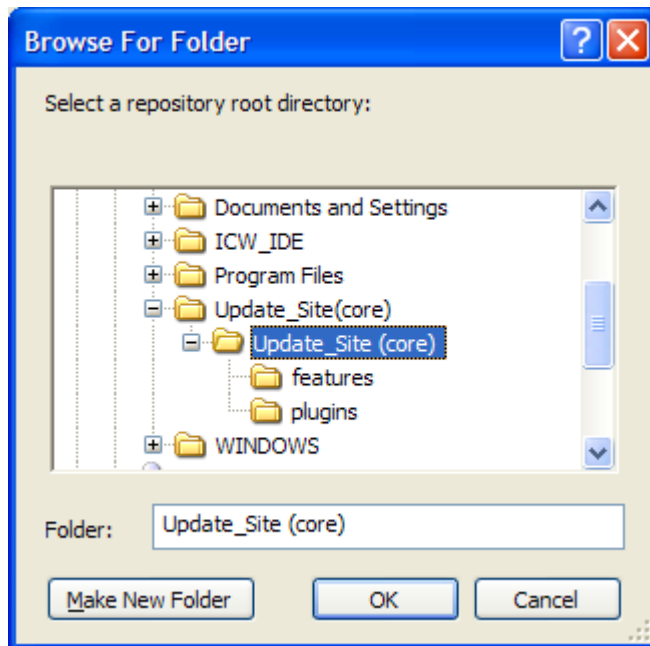 Browse For Folder
Select a repository root directory:
Documents and Settings
ICW_IDE
Program Files
Update_Site(core)
Update_Site (core)
features
plugins
WINDOWS
Folder: Update_Site (core)
Make New Folder OK Cancel